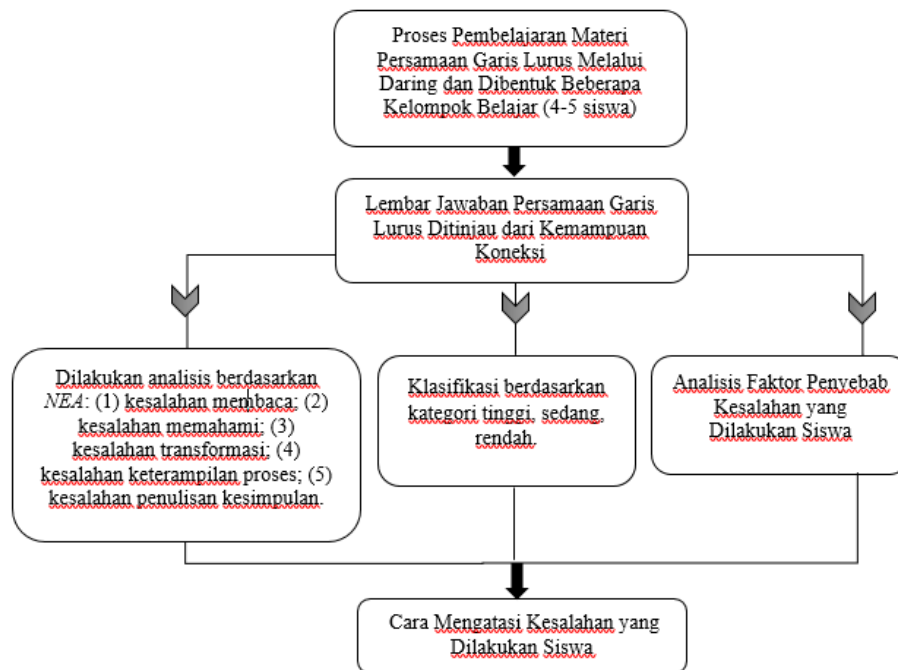 Proses Pembelajaran Materi
Persamaan Garis Lurus Melalui
Daring dan Dibentuk Beberapa
Kelompok Belajar (4-5 siswa)
Lembar Jawaban Persamaan Garis
Lurus Ditinjau dari Kemampuan
Koneksi
Dilakukan analisis berdasarkan
NEA: (1) kesalahan membaca; (2)
kesalahan memahami; (3)
kesalahan transformasi; (4)
kesalahan keterampilan proses; (5)
kesalahan penulisan kesimpulan.
Klasifikasi berdasarkan
kategori tinggi, sedang,
rendah.
Analisis Faktor Penyebab
Kesalahan yang
Dilakukan Siswa
Cara Mengatasi Kesalahan yang
Dilakukan Siswa